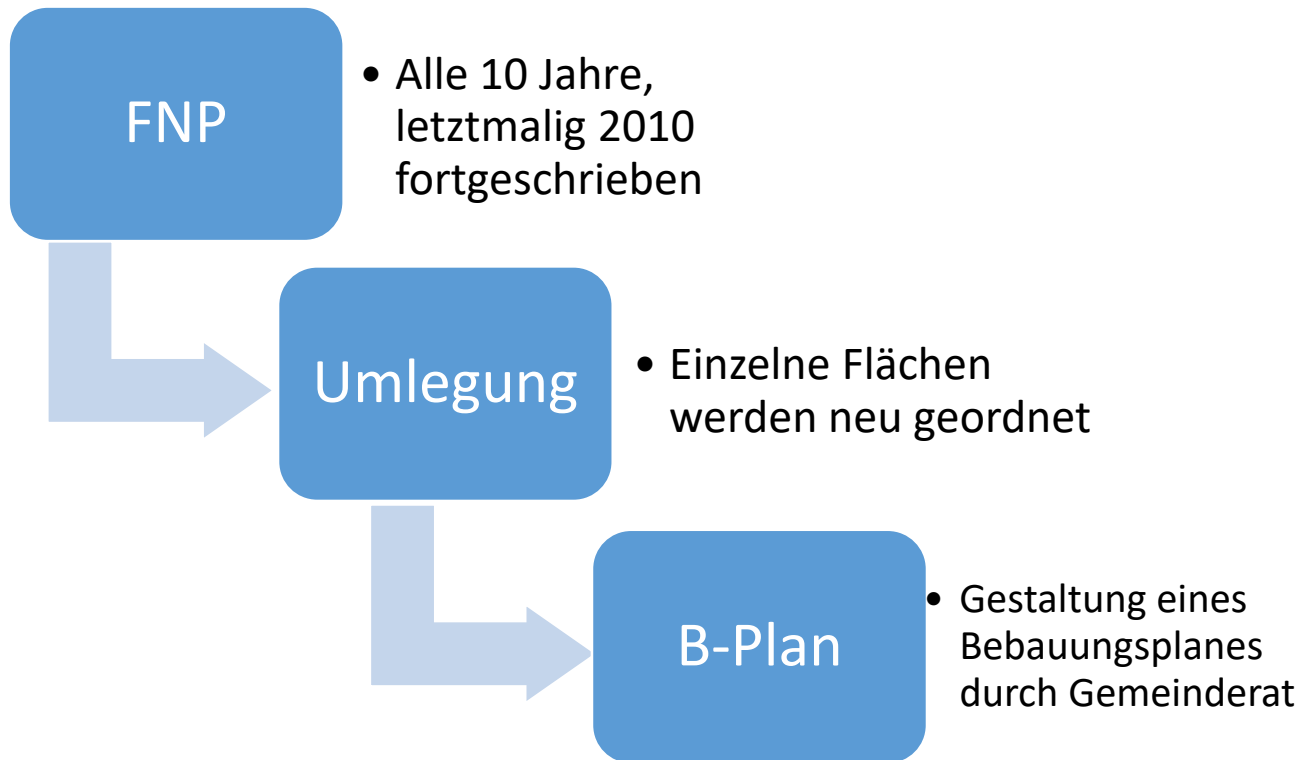 FNP
• Alle 10 Jahre,
letztmalig 2010
fortgeschrieben
Umlegung
• Einzelne Flächen
werden neu geordnet
B-Plan
• Gestaltung eines
Bebauungsplanes
durch Gemeinderat